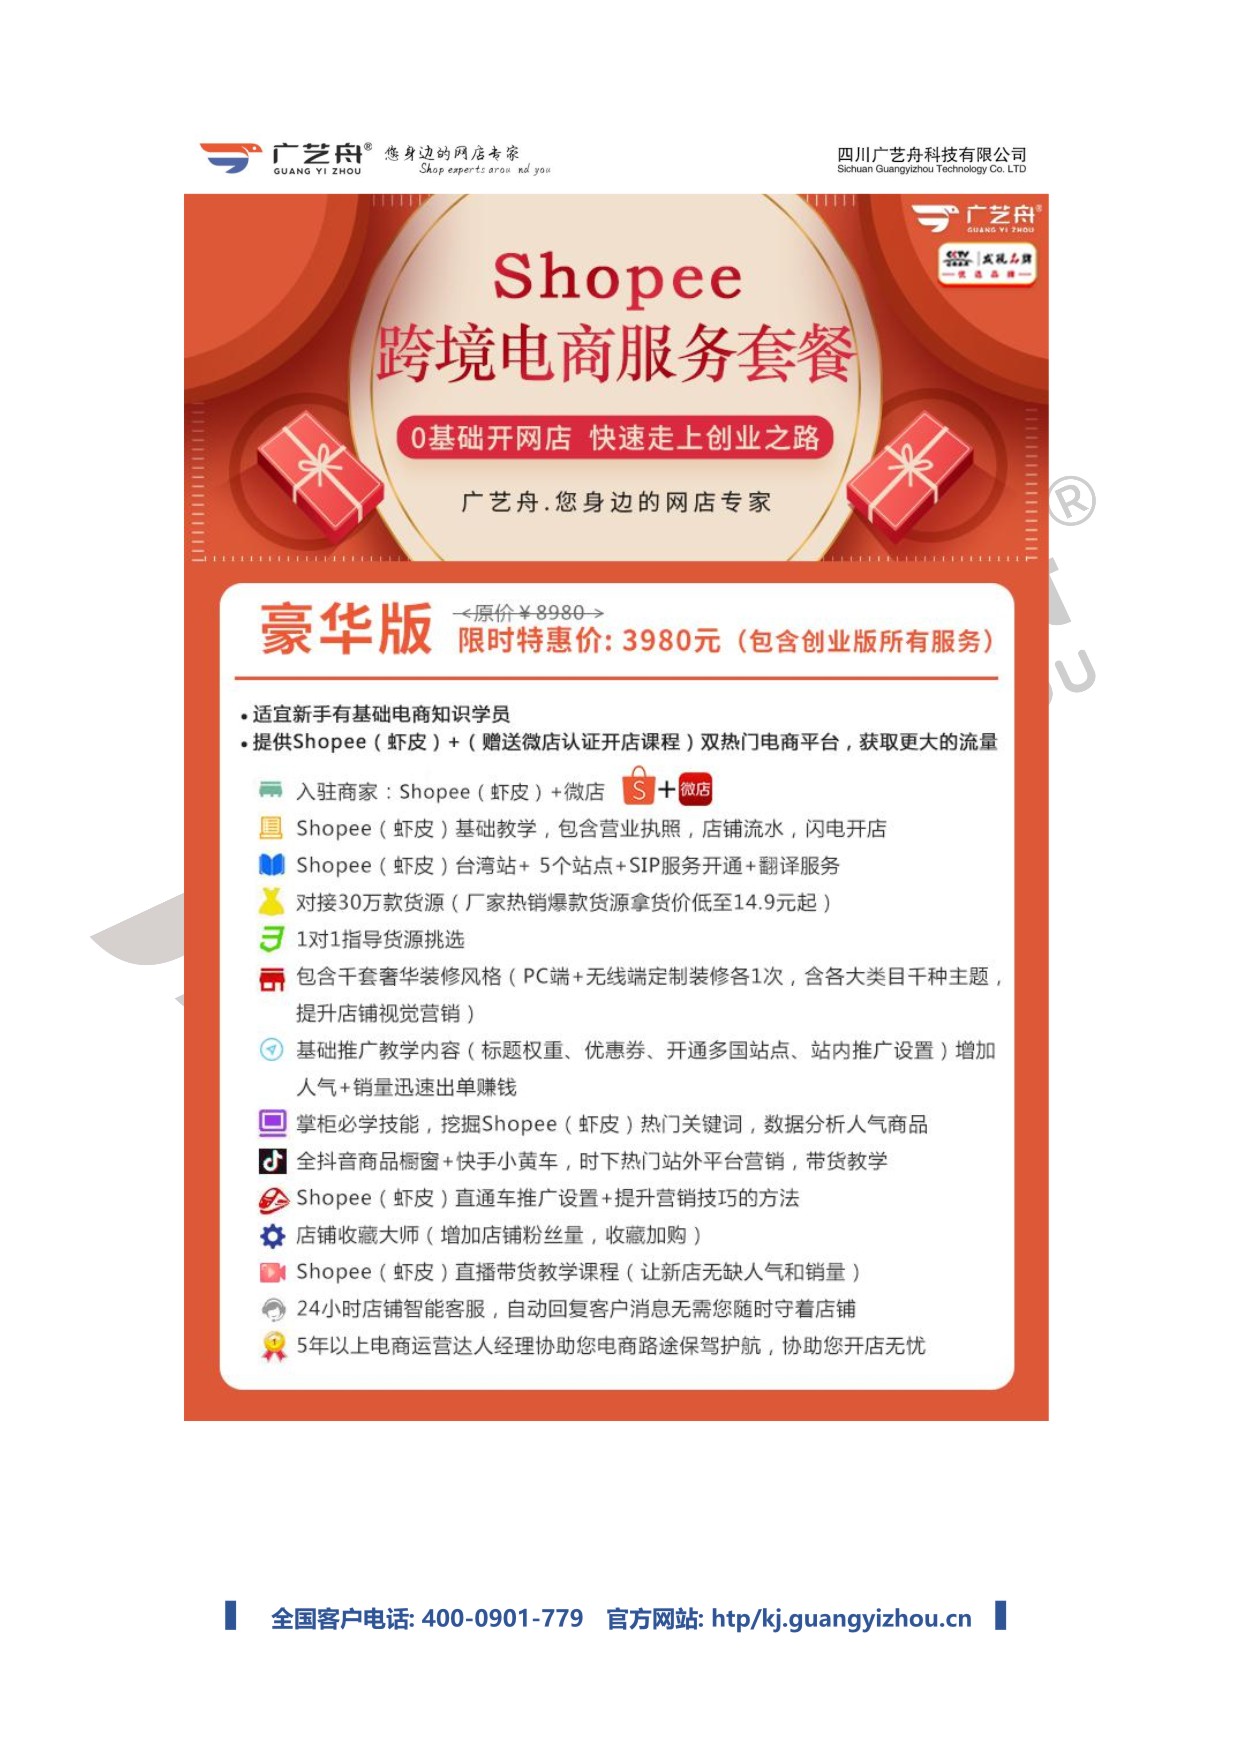 广艺舟® 您身边的网店专家
GUANG YI ZHOU Shop experts arou nd you
四川广艺舟科技有限公司
Sichuan Guangyizhou Technology Co. LTD
广艺舟®
GUANG YI ZHOU
CCTV 发现品牌
优选品牌
Shopee
跨境电商服务套餐
0基础开网店 快速走上创业之路
广艺舟.您身边的网店专家
®
豪华版
<原价￥8980>
限时特惠价: 3980元（包含创业版所有服务）
U
• 适宜新手有基础电商知识学员
• 提供Shopee（虾皮）+（赠送微店认证开店课程）双热门电商平台，获取更大的流量
入驻商家：Shopee（虾皮）+微店 S+微店
Shopee（虾皮）基础教学，包含营业执照，店铺流水，闪电开店
Shopee（虾皮）台湾站+ 5个站点+SIP服务开通+翻译服务
对接30万款货源（厂家热销爆款货源拿货价低至14.9元起）
1对1指导货源挑选
包含千套奢华装修风格（PC端+无线端定制装修各1次，含各大类目千种主题，
提升店铺视觉营销）
基础推广教学内容（标题权重、优惠券、开通多国站点、站内推广设置）增加
人气+销量迅速出单赚钱
掌柜必学技能，挖掘Shopee（虾皮）热门关键词，数据分析人气商品
全抖音商品橱窗+快手小黄车，时下热门站外平台营销，带货教学
Shopee（虾皮）直通车推广设置+提升营销技巧的方法
店铺收藏大师（增加店铺粉丝量，收藏加购）
Shopee（虾皮）直播带货教学课程（让新店无缺人气和销量）
24小时店铺智能客服，自动回复客户消息无需您随时守着店铺
5年以上电商运营达人经理协助您电商路途保驾护航，协助您开店无忧
全国客户电话: 400-0901-779 官方网站: htp/kj.guangyizhou.cn